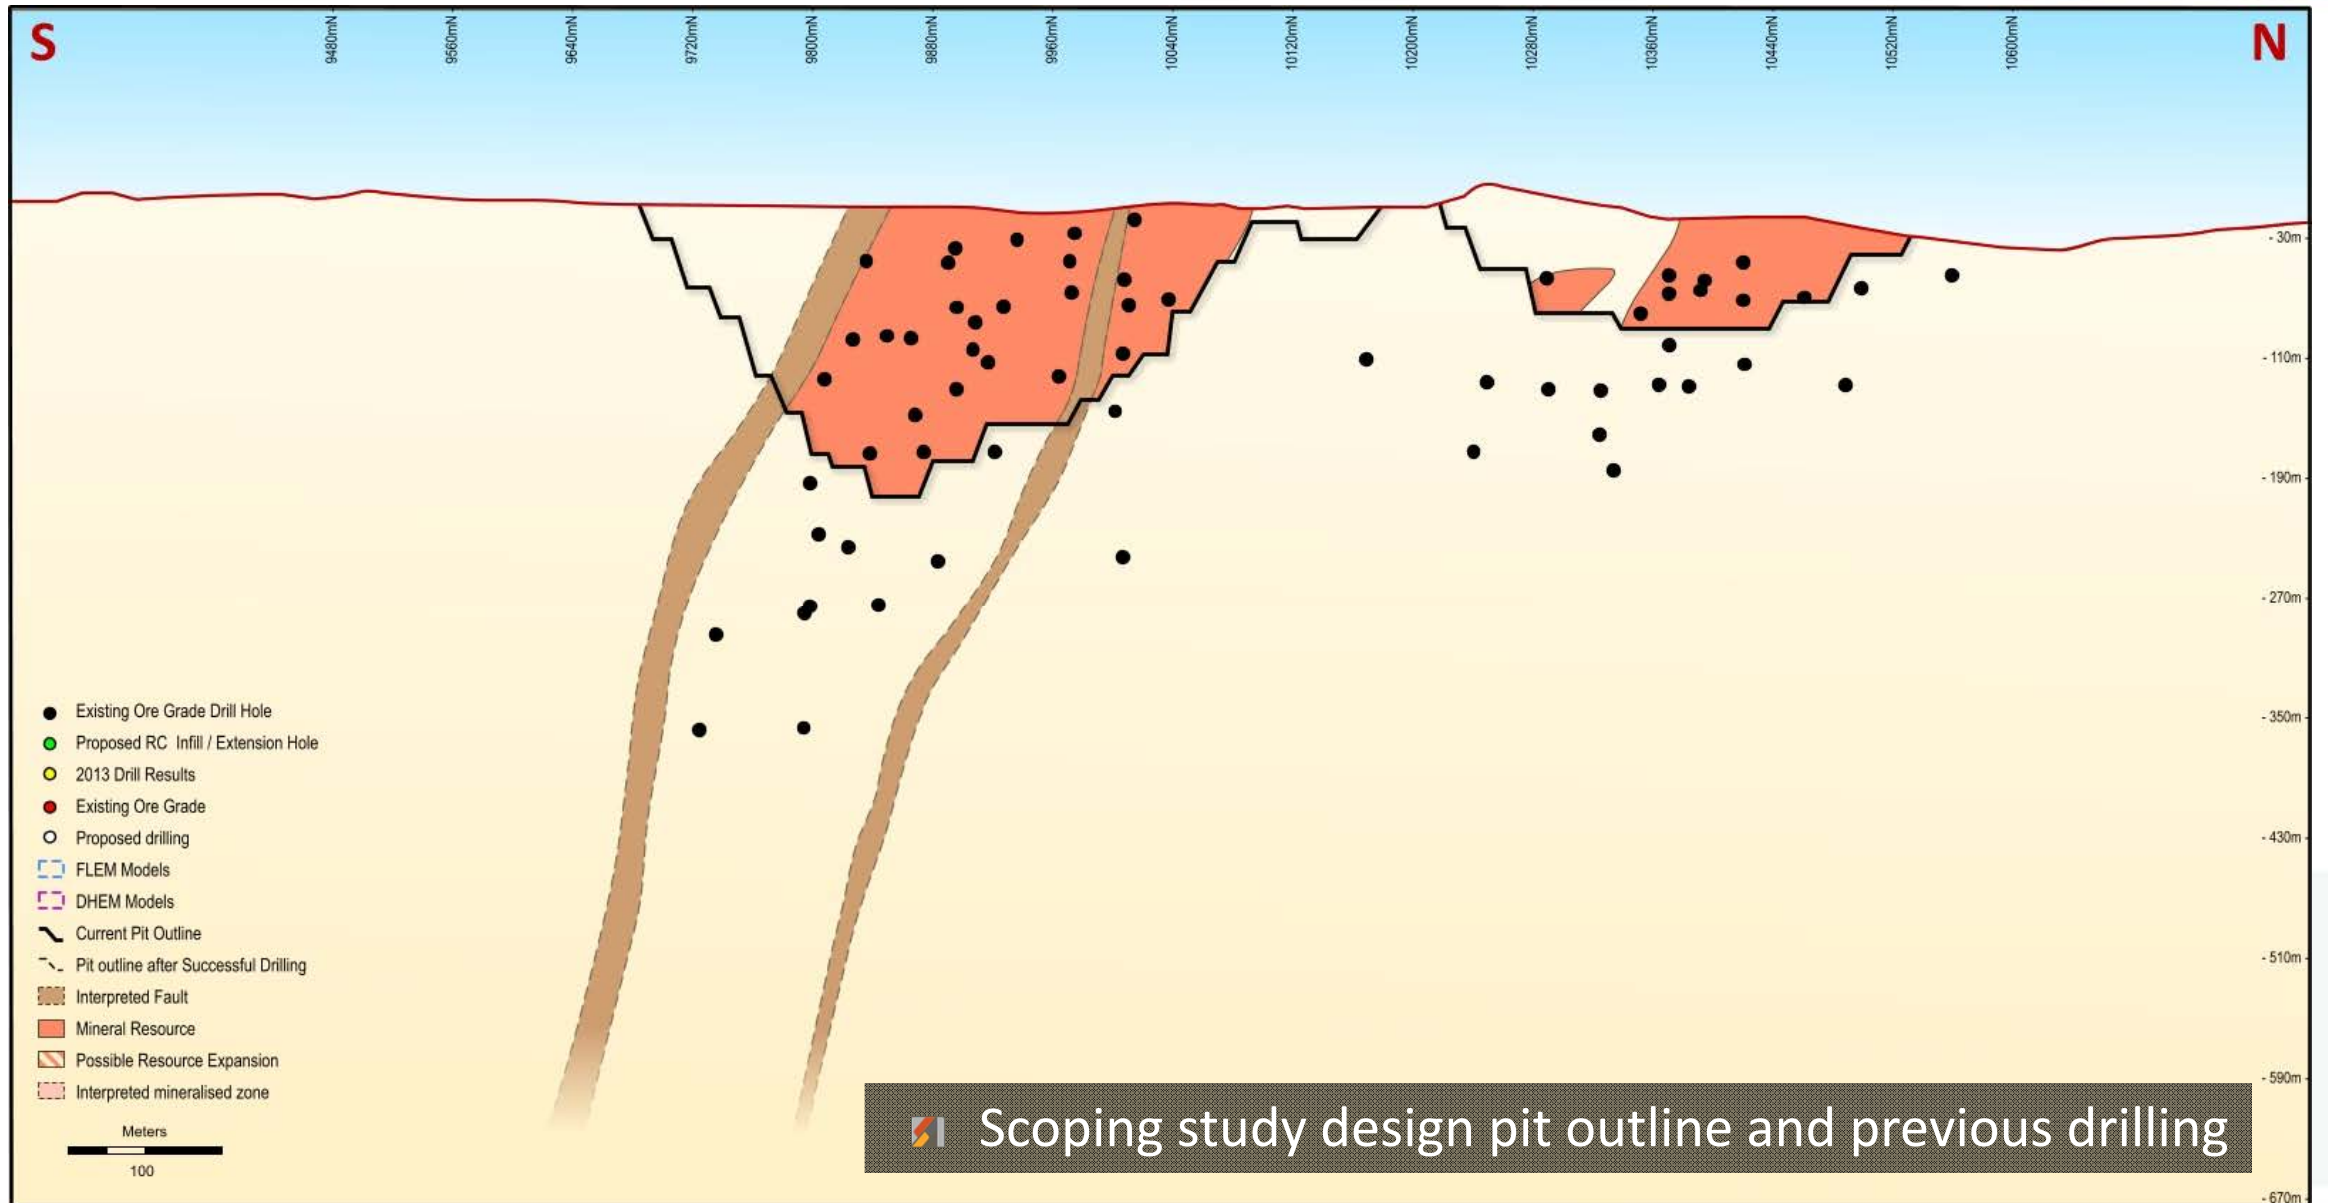 S
N
9480mN
9560mN
9640mN
9720mN
9800mN
9880mN
9960mN
10040mN
10120mN
10200mN
10280mN
10360mN
10440mN
10520mN
10600mN
- 30m
- 110m
- 190m
- 270m
- 350m
- 430m
- 510m
- 590m
- 670m
Existing Ore Grade Drill Hole
Proposed RC Infill / Extension Hole
2013 Drill Results
Existing Ore Grade
Proposed drilling
FLEM Models
DHEM Models
Current Pit Outline
Pit outline after Successful Drilling
Interpreted Fault
Mineral Resource
Possible Resource Expansion
Interpreted mineralised zone
Meters
100
Scoping study design pit outline and previous drilling